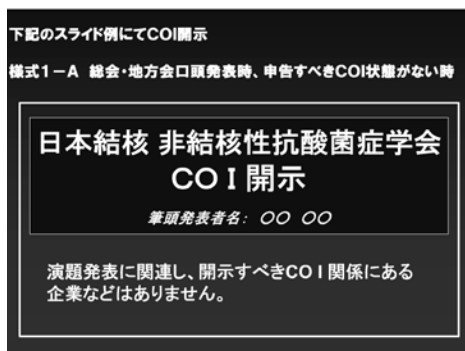 下記のスライド例にてCOI開示
様式1－A 総会・地方会口頭発表時、申告すべきCOI状態がない時
日本結核 非結核性抗酸菌症学会
CO I 開示
筆頭発表者名: ○○ ○○
演題発表に関連し、開示すべきCO I 関係にある
企業などはありません。